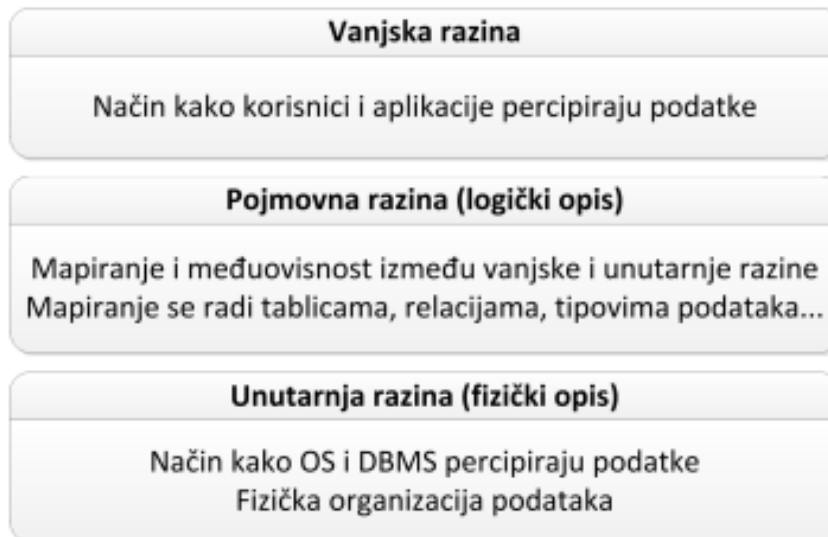 Vanjska razina
Način kako korisnici i aplikacije percipiraju podatke
Pojmovna razina (logički opis)
Mapiranje i međuovisnost između vanjske i unutarnje razine
Mapiranje se radi tablicama, relacijama, tipovima podataka...
Unutarnja razina (fizički opis)
Način kako OS i DBMS percipiraju podatke
Fizička organizacija podataka